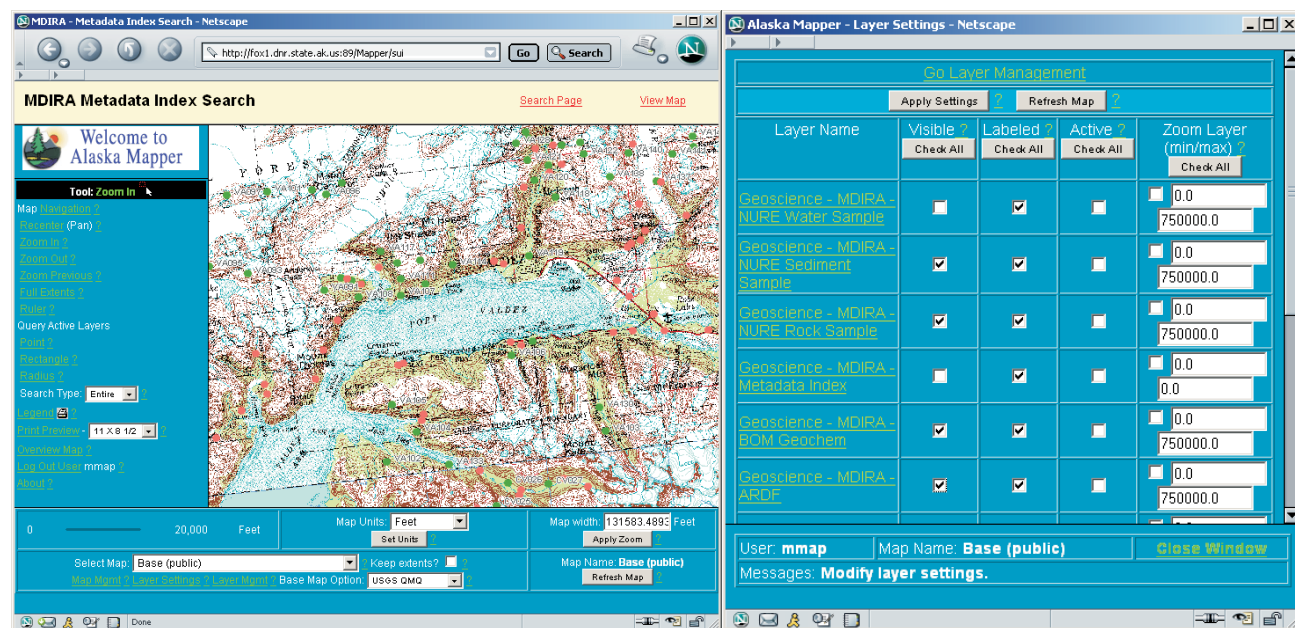 MDIRA - Metadata Index Search - Netscape
http://fox1.dnr.state.ak.us:89/Mapper/sui
Go
Search
MDIRA Metadata Index Search
Search Page
View Map
Welcome to
Alaska Mapper
Tool: Zoom In
Map Navigation ?
Recenter (Pan) ?
Zoom In ?
Zoom Out ?
Zoom Previous ?
Full Extents ?
Ruler ?
Query Active Layers
Point ?
Rectangle ?
Radius ?
Search Type: Entire ?
Legend ?
Print Preview - 11 X 8 1/2 ?
Overview Map ?
Log Out User mmap ?
About ?
PORT VALDEZ
0 20,000 Feet
Map Units: Feet
Set Units ?
Map width: 131583.4893 Feet
Apply Zoom ?
Select Map: Base (public) ? Keep extents? ?
Map Mgmt ? Layer Settings ? Layer Mgmt ? Base Map Option: USGS QMQ ?
Map Name: Base (public)
Refresh Map ?
Done
Alaska Mapper - Layer Settings - Netscape
Go Layer Management
Apply Settings ? Refresh Map ?
Layer Name
Visible ?
Check All
Labeled ?
Check All
Active ?
Check All
Zoom Layer
(min/max) ?
Check All
Geoscience - MDIRA -
NURE Water Sample
0.0
750000.0
Geoscience - MDIRA -
NURE Sediment
Sample
0.0
750000.0
Geoscience - MDIRA -
NURE Rock Sample
0.0
750000.0
Geoscience - MDIRA -
Metadata Index
0.0
0.0
Geoscience - MDIRA -
BOM Geochem
0.0
750000.0
Geoscience - MDIRA -
ARDF
0.0
750000.0
User: mmap
Map Name: Base (public)
Close Window
Messages: Modify layer settings.